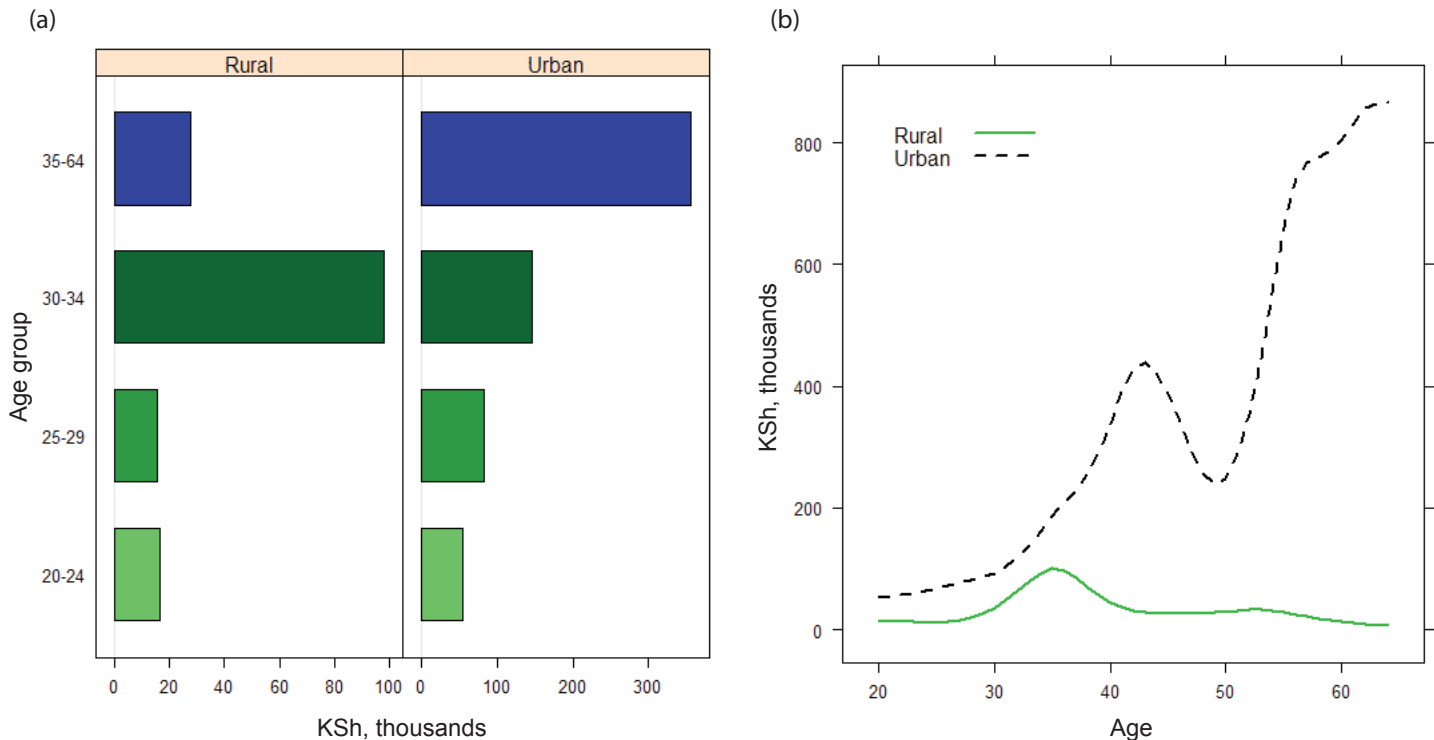 (a)
Rural Urban
35-64
30-34
25-29
20-24
Age group
0 20 40 60 80 100 0 100 200 300
KSh, thousands
(b)
Rural
Urban
800
600
400
200
0
KSh, thousands
20 30 40 50 60
Age